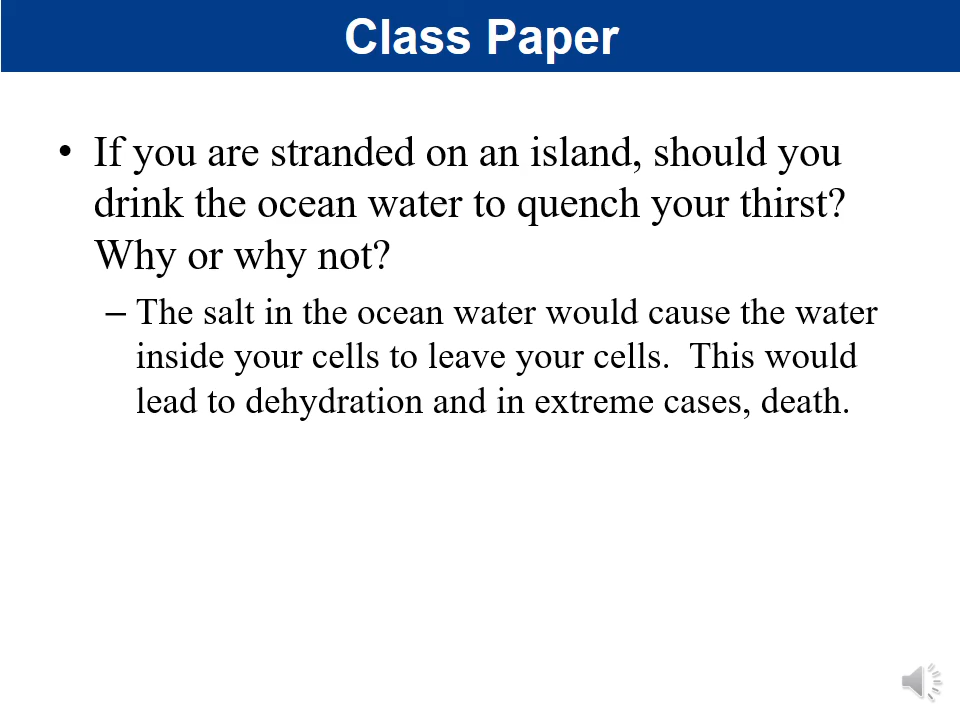 Class Paper
• If you are stranded on an island, should you
drink the ocean water to quench your thirst?
Why or why not?
– The salt in the ocean water would cause the water
inside your cells to leave your cells.  This would
lead to dehydration and in extreme cases, death.